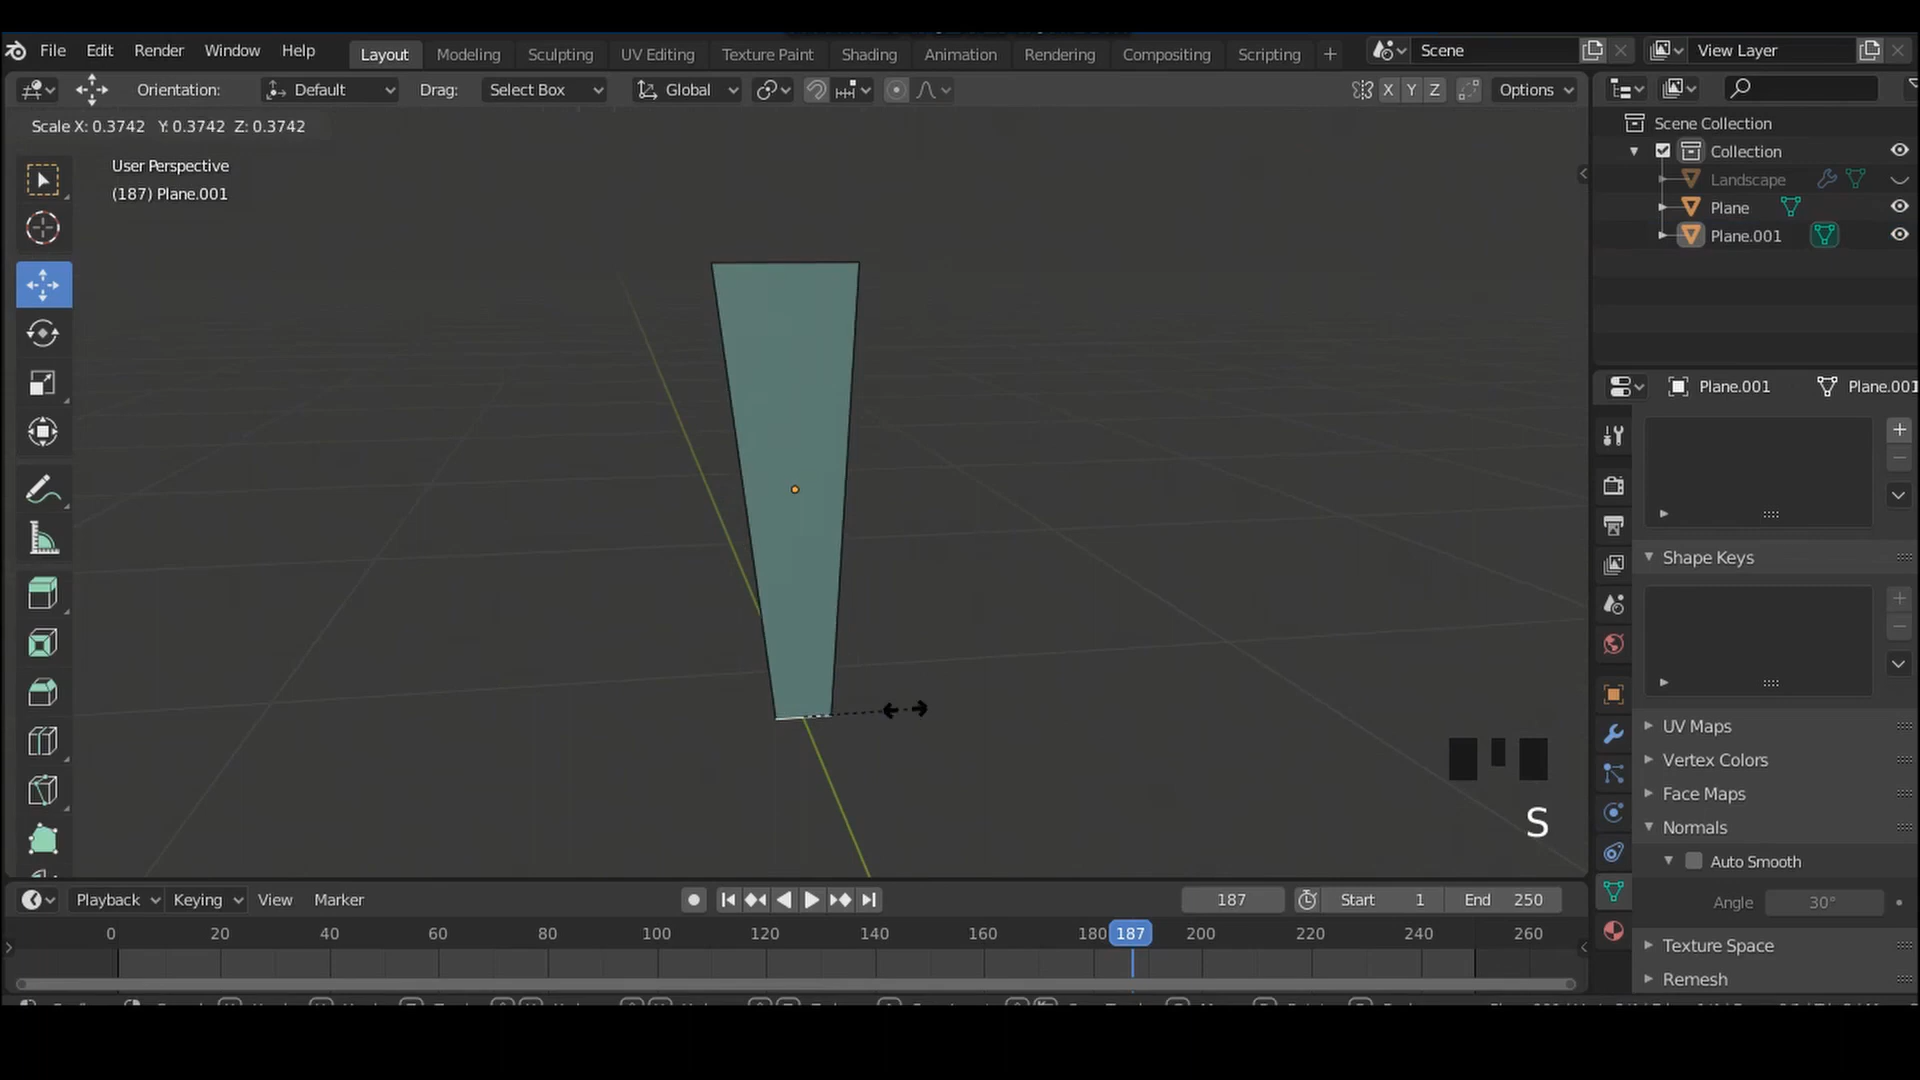 File Edit Render Window Help Layout Modeling Sculpting UV Editing Texture Paint Shading Animation Rendering Compositing Scripting + Scene View Layer
Orientation: Default Drag: Select Box Global X Y Z Options
Scale X: 0.3742 Y: 0.3742 Z: 0.3742
User Perspective
(187) Plane.001
Scene Collection
Collection
Landscape
Plane
Plane.001
Plane.001 Plane.001
Shape Keys
UV Maps
Vertex Colors
Face Maps
Normals
Auto Smooth
Angle 30°
Texture Space
Remesh
S
Playback Keying View Marker 187 Start 1 End 250
0 20 40 60 80 100 120 140 160 180 187 200 220 240 260